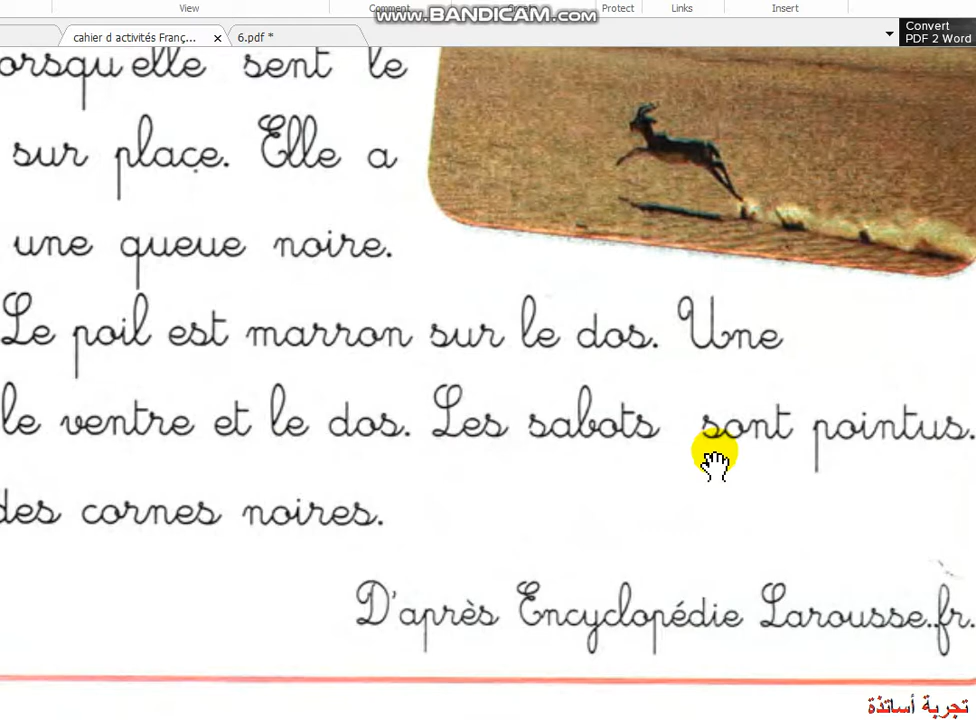 View Comment Protect Links Insert
www.BANDICAM.com
cahier d activités Franç... x 6.pdf *
Convert
PDF 2 Word
orsqu'elle sent le
sur plaçe. Elle a
une queue noire.
Le poil est marron sur le dos. Une
le ventre et le dos. Les sabots sont pointus.
des cornes noires.
D'après Encyclopédie Larousse..fr.
تجربة أساتذة